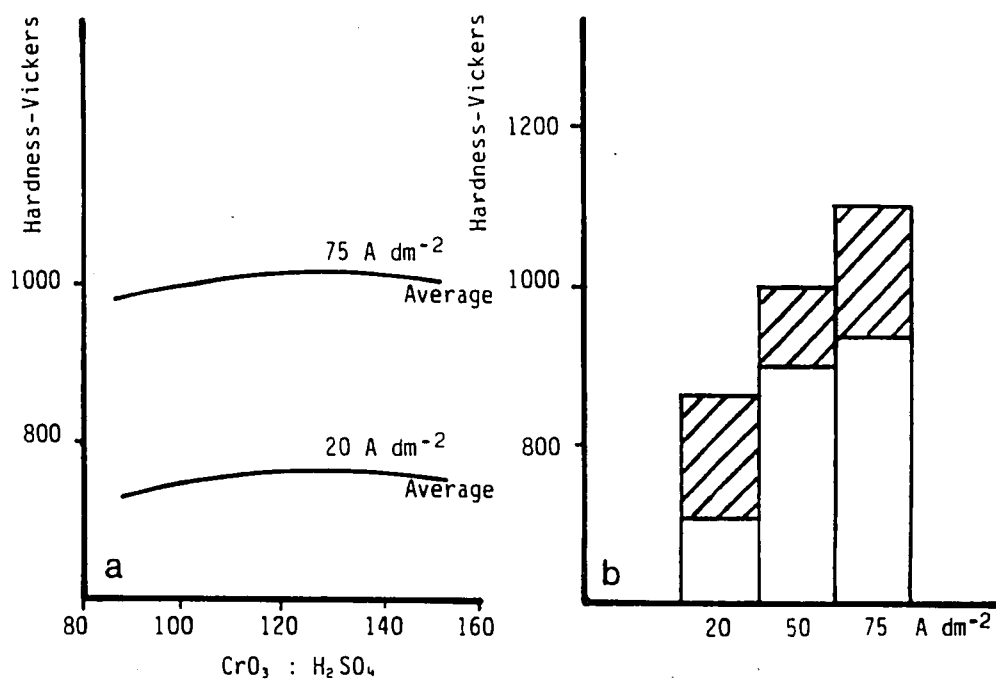 Hardness-Vickers
1000
800
75 A dm⁻²
Average
20 A dm⁻²
Average
a
80 100 120 140 160
CrO₃ : H₂SO₄
Hardness-Vickers
1200
1000
800
b
20 50 75 A dm⁻²